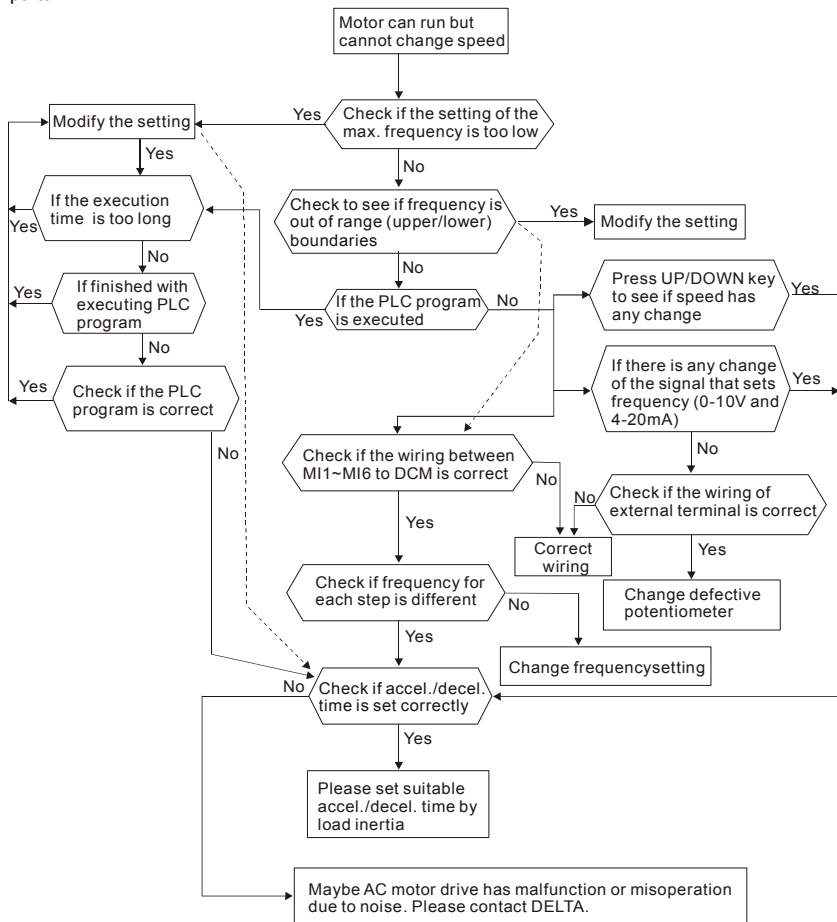 Motor can run but
cannot change speed
Yes
Check if the setting of the
max. frequency is too low
Modify the setting
Yes
No
If the execution
time is too long
Yes
Check to see if frequency is
out of range (upper/lower)
boundaries
Yes
Modify the setting
No
No
If finished with
executing PLC
program
Yes
If the PLC program
is executed
Yes
No
Press UP/DOWN key
to see if speed has
any change
Yes
No
Check if the PLC
program is correct
Yes
If there is any change
of the signal that sets
frequency (0-10V and
4-20mA)
Yes
No
No
Check if the wiring between
MI1~MI6 to DCM is correct
No
Check if the wiring of
external terminal is correct
No
Yes
Correct
wiring
Yes
Change defective
potentiometer
Check if frequency for
each step is different
No
Yes
Change frequencysetting
No
Check if accel./decel.
time is set correctly
Yes
Please set suitable
accel./decel. time by
load inertia
Maybe AC motor drive has malfunction or misoperation
due to noise. Please contact DELTA.